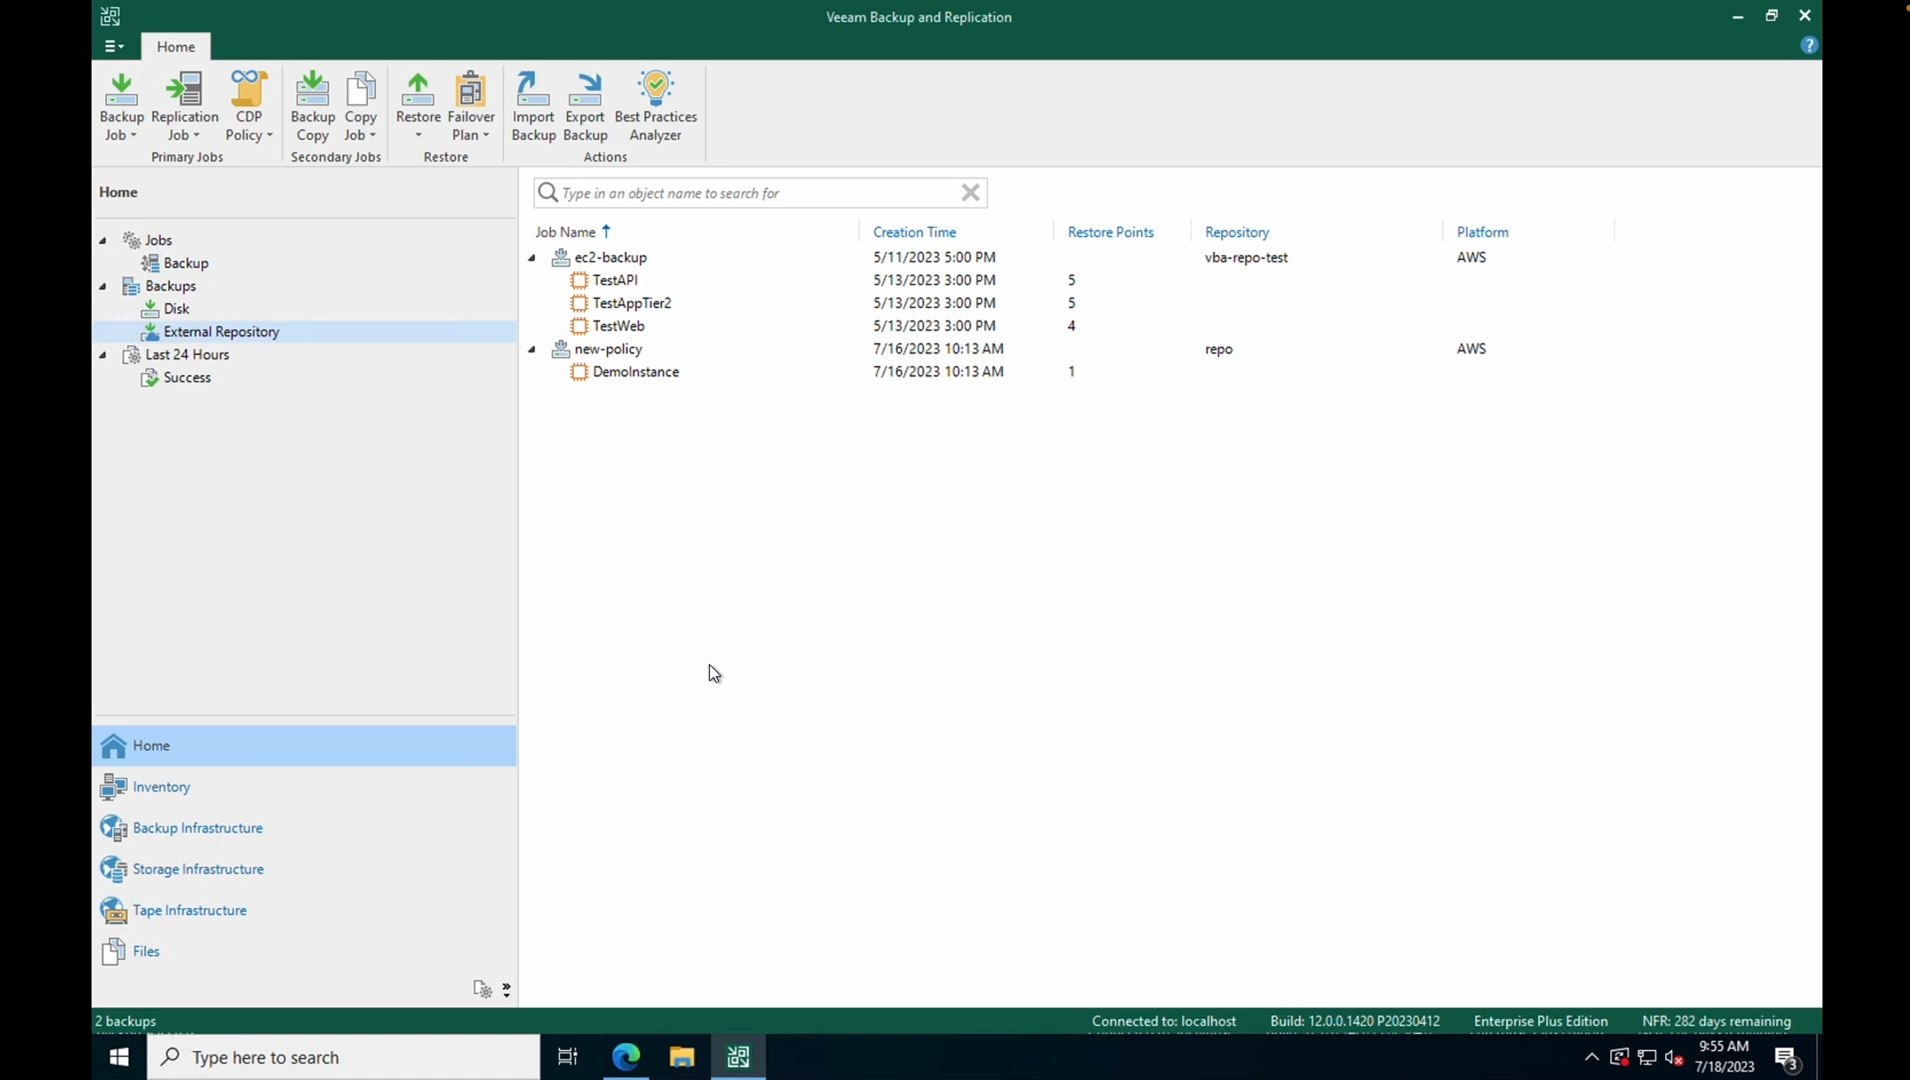 Veeam Backup and Replication
Home
Backup Job
Replication Job
CDP Policy
Primary Jobs
Backup Copy
Copy Job
Secondary Jobs
Restore
Failover Plan
Restore
Import Backup
Export Backup
Best Practices Analyzer
Actions
Home
Jobs
Backup
Backups
Disk
External Repository
Last 24 Hours
Success
Type in an object name to search for
Job Name Creation Time Restore Points Repository Platform
ec2-backup 5/11/2023 5:00 PM vba-repo-test AWS
TestAPI 5/13/2023 3:00 PM 5
TestAppTier2 5/13/2023 3:00 PM 5
TestWeb 5/13/2023 3:00 PM 4
new-policy 7/16/2023 10:13 AM repo AWS
DemoInstance 7/16/2023 10:13 AM 1
Home
Inventory
Backup Infrastructure
Storage Infrastructure
Tape Infrastructure
Files
2 backups
Connected to: localhost Build: 12.0.0.1420 P20230412 Enterprise Plus Edition NFR: 282 days remaining
Type here to search
9:55 AM
7/18/2023
3